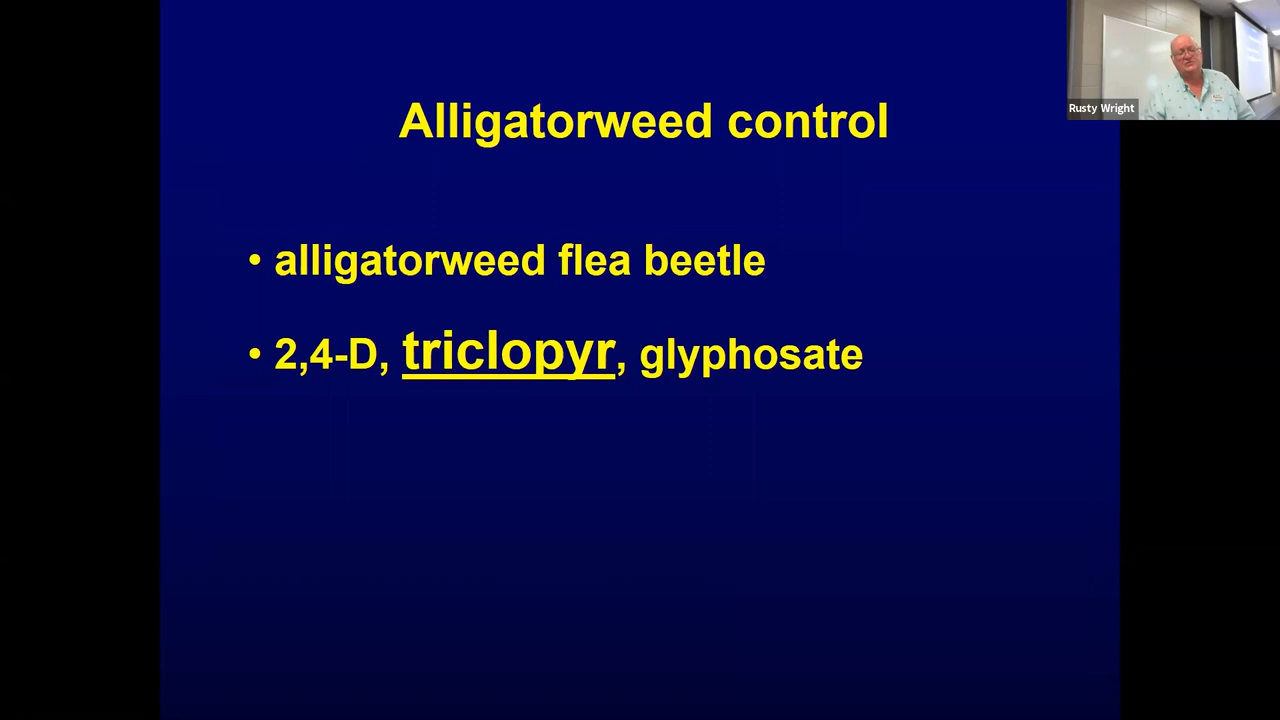 Alligatorweed control
• alligatorweed flea beetle
• 2,4-D, triclopyr, glyphosate
Rusty Wright